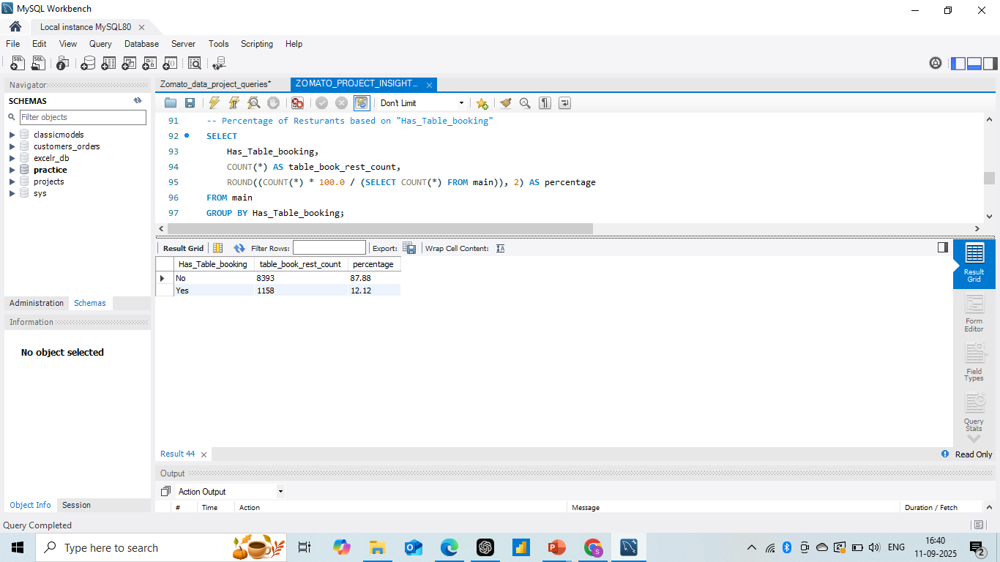 MySQL Workbench
Local instance MySQL80
File Edit View Query Database Server Tools Scripting Help
Navigator
SCHEMAS
Filter objects
classicmodels
customers_orders
excelr_db
practice
projects
sys
Administration Schemas
Information
No object selected
Object Info Session
Query Completed
Zomato_data_project_queries*
ZOMATO_PROJECT_INSIGHT...
Don't Limit
91 -- Percentage of Resturants based on "Has_Table_booking"
92 SELECT
93 Has_Table_booking,
94 COUNT(*) AS table_book_rest_count,
95 ROUND((COUNT(*) * 100.0 / (SELECT COUNT(*) FROM main)), 2) AS percentage
96 FROM main
97 GROUP BY Has_Table_booking;
Result Grid Filter Rows: Export: Wrap Cell Content:
Has_Table_booking table_book_rest_count percentage
No 8393 87.88
Yes 1158 12.12
Result
Grid
Form
Editor
Field
Types
Query
Stats
Result 44
Read Only
Output
Action Output
# Time Action Message Duration / Fetch
Type here to search
ENG
16:40
11-09-2025
2